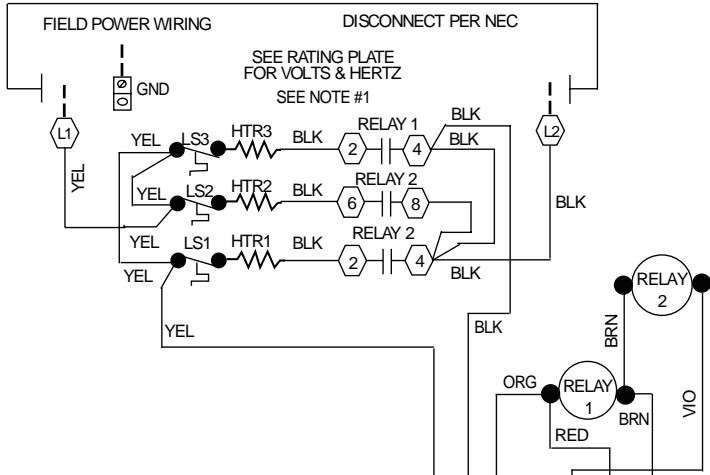 FIELD POWER WIRING
DISCONNECT PER NEC
SEE RATING PLATE
FOR VOLTS & HERTZ
SEE NOTE #1
GND
L1
L2
YEL
LS3
HTR3
BLK
2
RELAY 1
4
BLK
BLK
YEL
YEL
LS2
HTR2
BLK
6
RELAY 2
8
BLK
YEL
YEL
LS1
HTR1
BLK
2
RELAY 2
4
BLK
YEL
BLK
RELAY
2
BRN
VIO
ORG
RELAY
1
BRN
RED